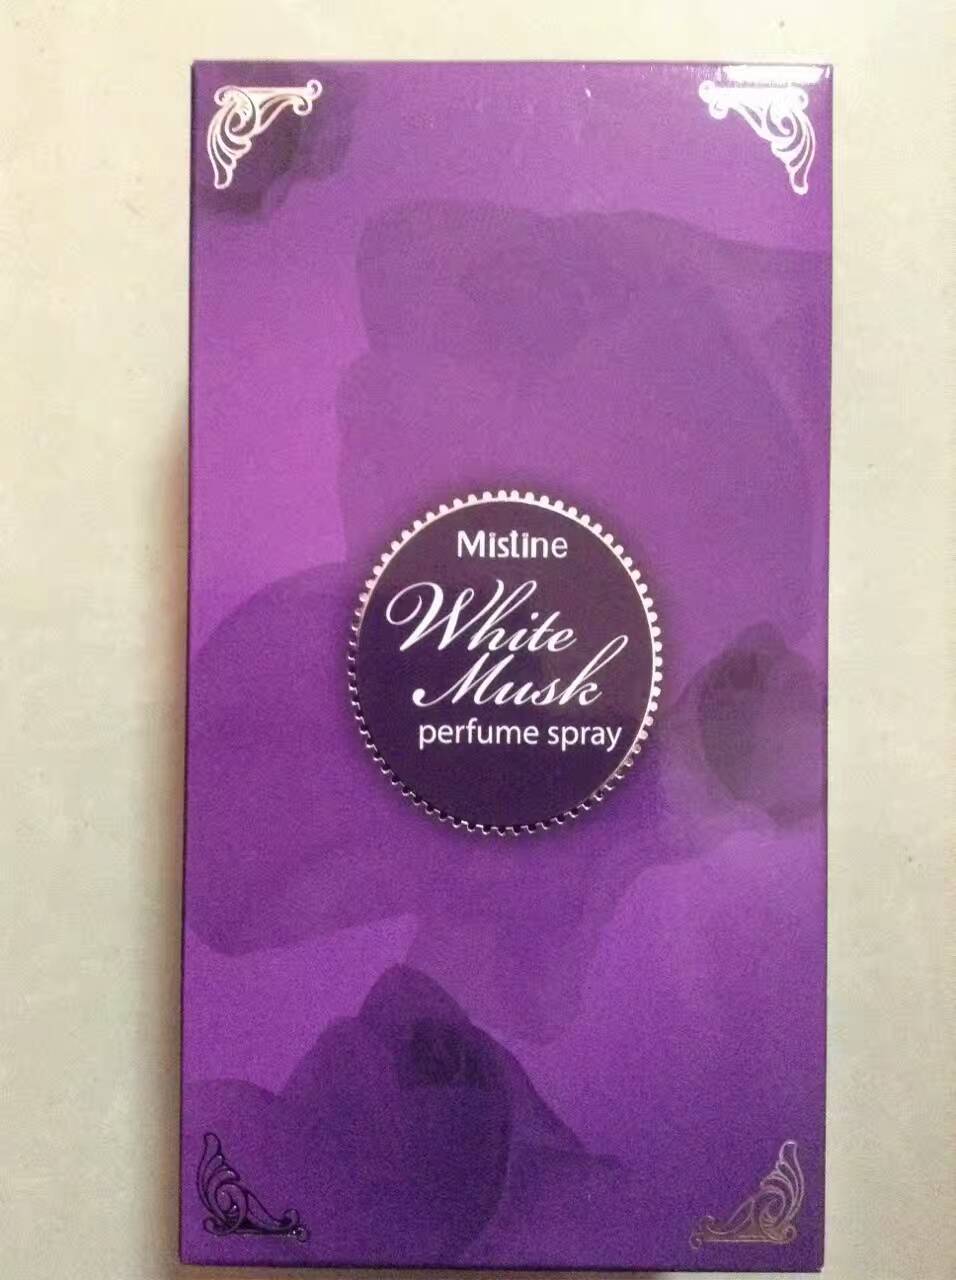 Mistine
White
Musk
perfume spray